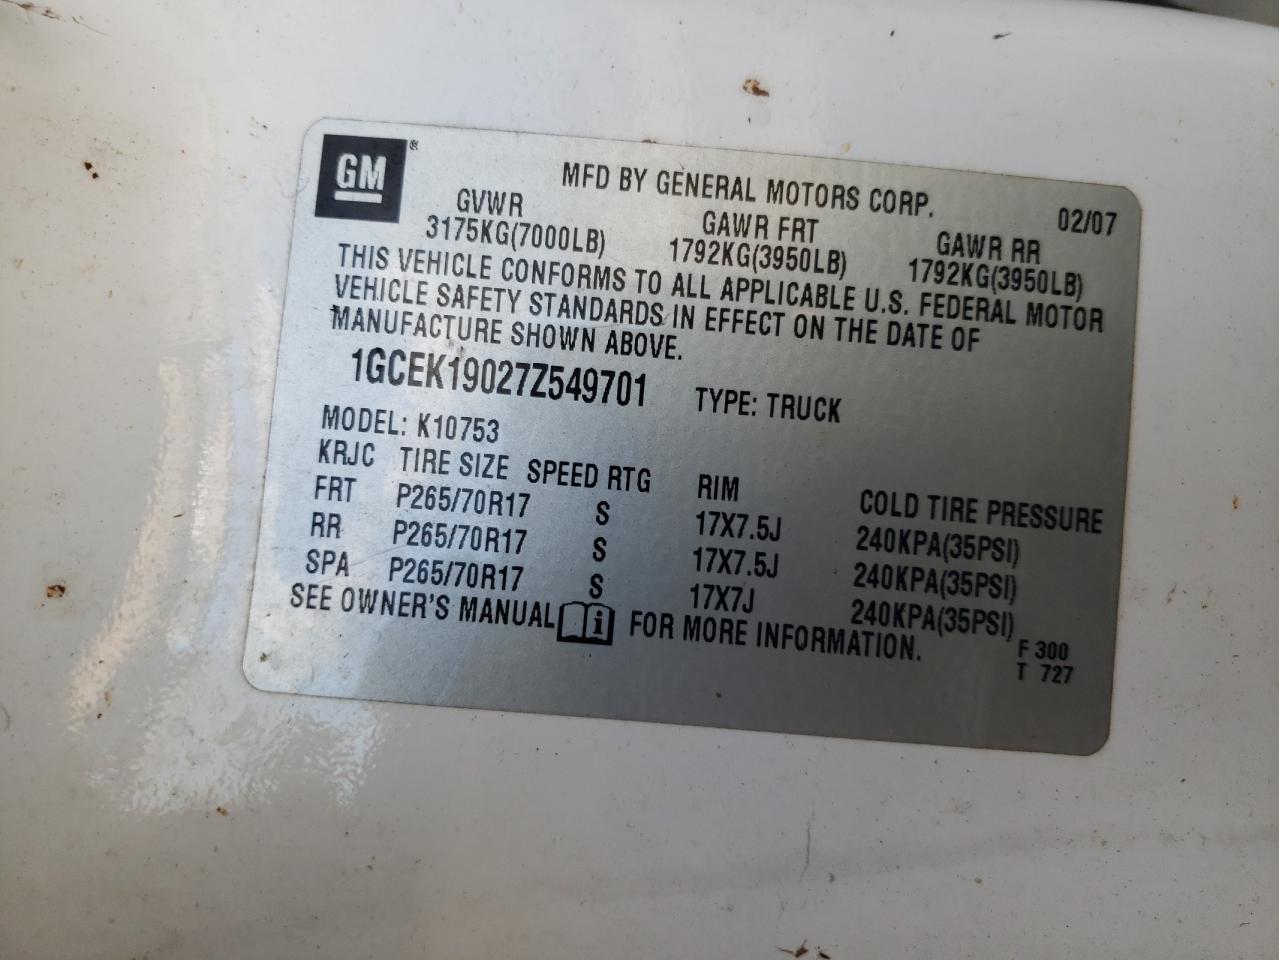 GM®
MFD BY GENERAL MOTORS CORP. 02/07
GVWR GAWR FRT GAWR RR
3175KG(7000LB) 1792KG(3950LB) 1792KG(3950LB)
THIS VEHICLE CONFORMS TO ALL APPLICABLE U.S. FEDERAL MOTOR
VEHICLE SAFETY STANDARDS IN EFFECT ON THE DATE OF
MANUFACTURE SHOWN ABOVE.
1GCEK19027Z549701 TYPE: TRUCK
MODEL: K10753
KRJC TIRE SIZE SPEED RTG RIM COLD TIRE PRESSURE
FRT P265/70R17 S 17X7.5J 240KPA(35PSI)
RR P265/70R17 S 17X7.5J 240KPA(35PSI)
SPA P265/70R17 S 17X7J 240KPA(35PSI)
SEE OWNER'S MANUAL i FOR MORE INFORMATION.
F 300
T 727